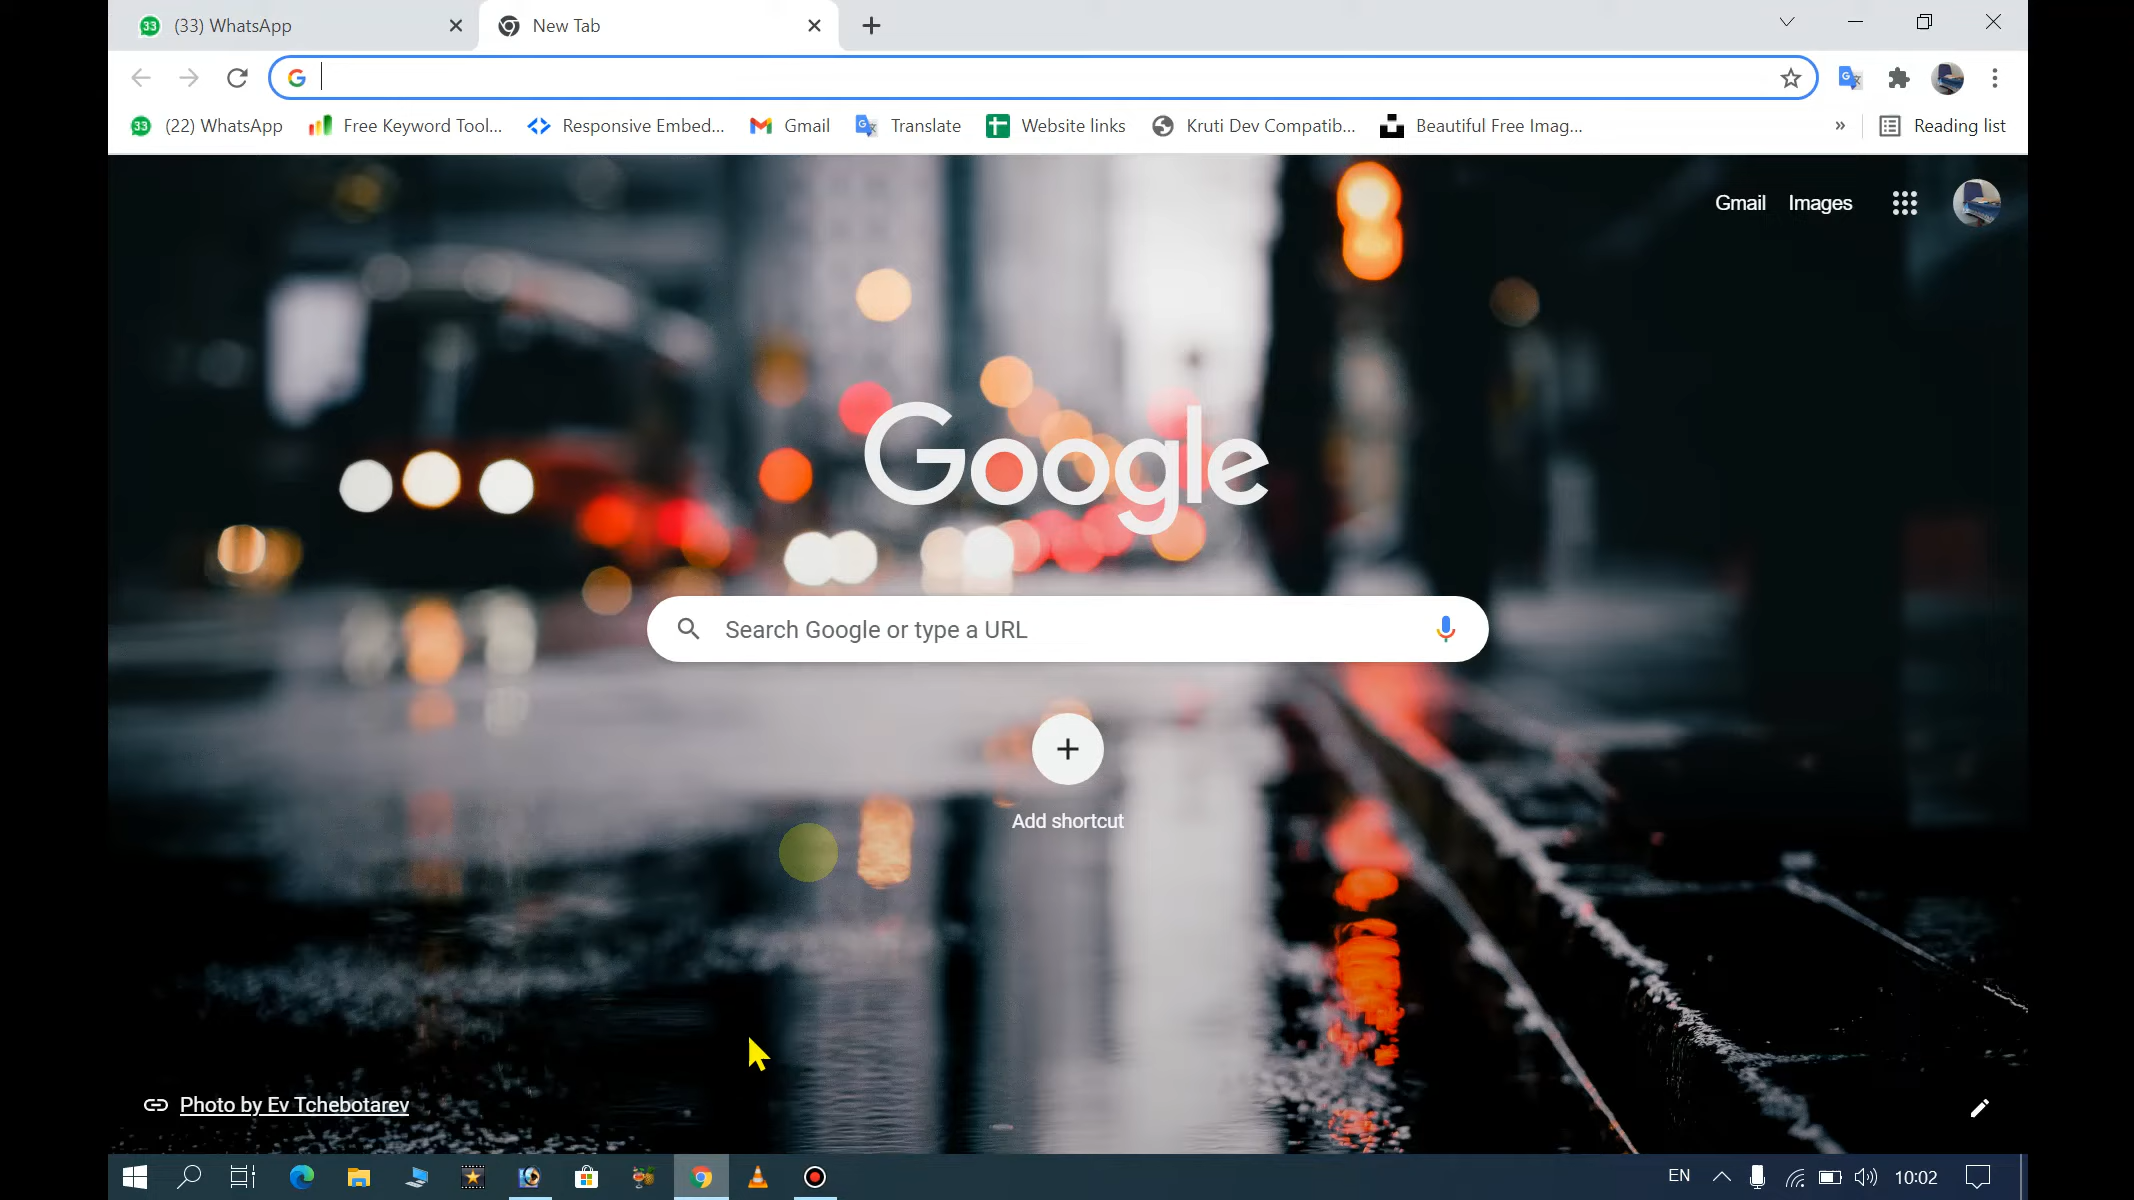 33 (33) WhatsApp
New Tab
33 (22) WhatsApp
Free Keyword Tool...
Responsive Embed...
Gmail
Translate
Website links
Kruti Dev Compatib...
Beautiful Free Imag...
»
Reading list
Gmail
Images
Google
Search Google or type a URL
Add shortcut
Photo by Ev Tchebotarev
EN
10:02